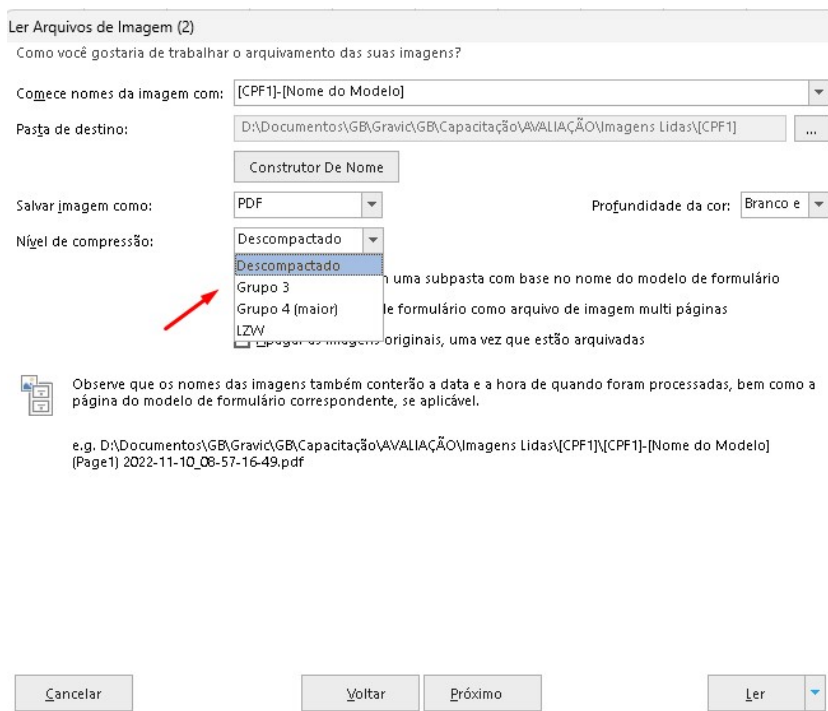 Ler Arquivos de Imagem (2)
Como você gostaria de trabalhar o arquivamento das suas imagens?
Comece nomes da imagem com: [CPF1]-[Nome do Modelo]
Pasta de destino: D:\Documentos\GB\Gravic\GB\Capacitação\AVALIAÇÃO\Imagens Lidas\[CPF1] ...
Construtor De Nome
Salvar imagem como: PDF Profundidade da cor: Branco e
Nível de compressão: Descompactado
Descompactado
uma subpasta com base no nome do modelo de formulário
Grupo 3
Grupo 4 (maior) de formulário como arquivo de imagem multi páginas
LZW
originais, uma vez que estão arquivadas
Observe que os nomes das imagens também conterão a data e a hora de quando foram processadas, bem como a
página do modelo de formulário correspondente, se aplicável.
e.g. D:\Documentos\GB\Gravic\GB\Capacitação\AVALIAÇÃO\Imagens Lidas\[CPF1]\[CPF1]-[Nome do Modelo]
(Page1) 2022-11-10_08-57-16-49.pdf
Cancelar Voltar Próximo Ler